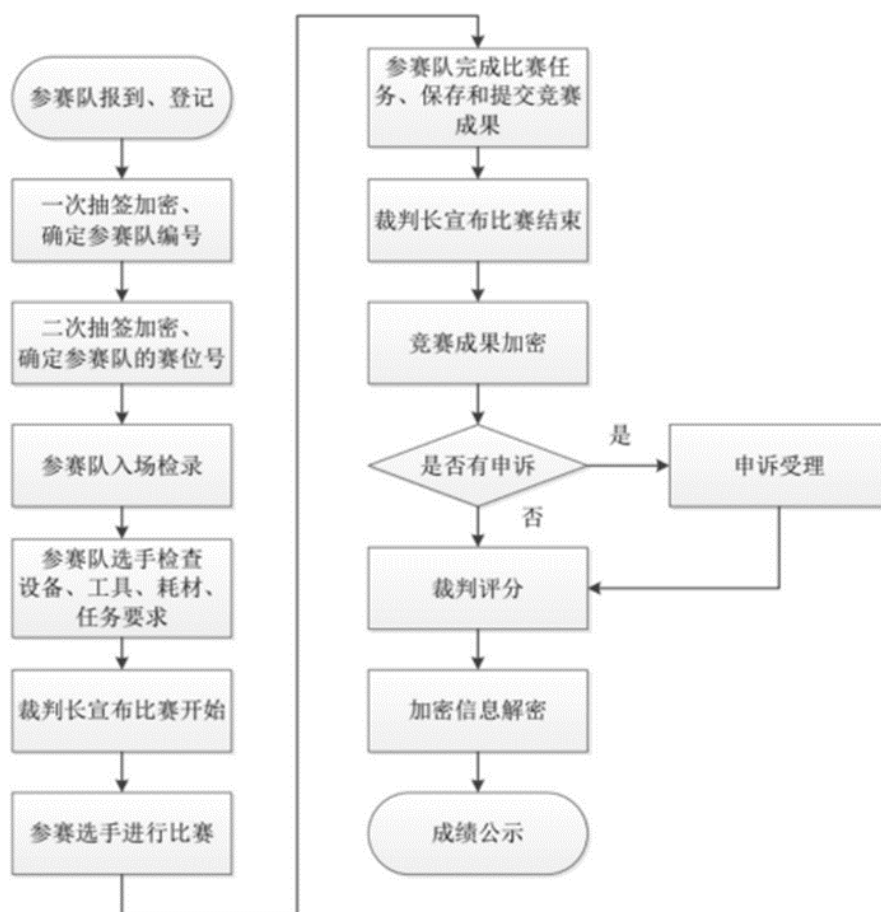 参赛队报到、登记
一次抽签加密、
确定参赛队编号
二次抽签加密、
确定参赛队的赛位号
参赛队入场检录
参赛队选手检查
设备、工具、耗材、
任务要求
裁判长宣布比赛开始
参赛选手进行比赛
参赛队完成比赛任
务、保存和提交竞赛
成果
裁判长宣布比赛结束
竞赛成果加密
是否有申诉
是
申诉受理
否
裁判评分
加密信息解密
成绩公示